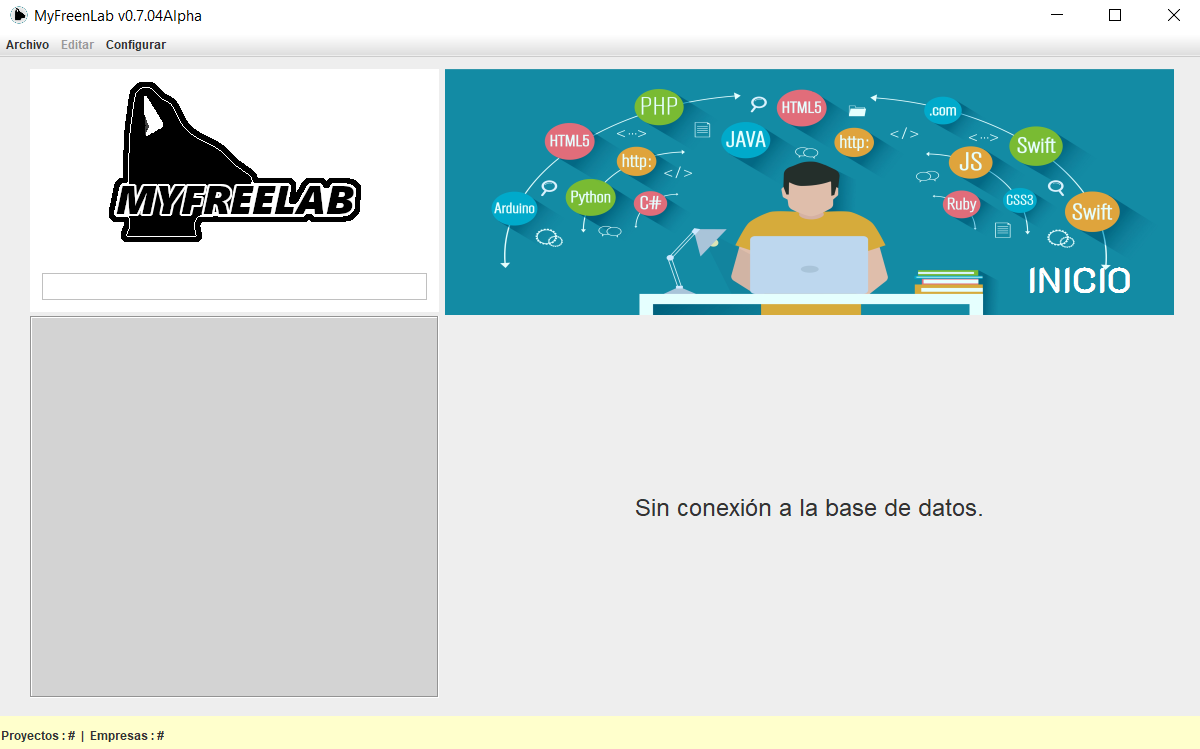 MyFreenLab v0.7.04Alpha
Archivo Editar Configurar
MYFREELAB
PHP
HTML5
.com
HTML5
JAVA
http:
Swift
<···>
</>
<···>
http:
JS
</>
Python
C#
Ruby
CSS3
Arduino
Swift
INICIO
Sin conexión a la base de datos.
Proyectos : # | Empresas : #